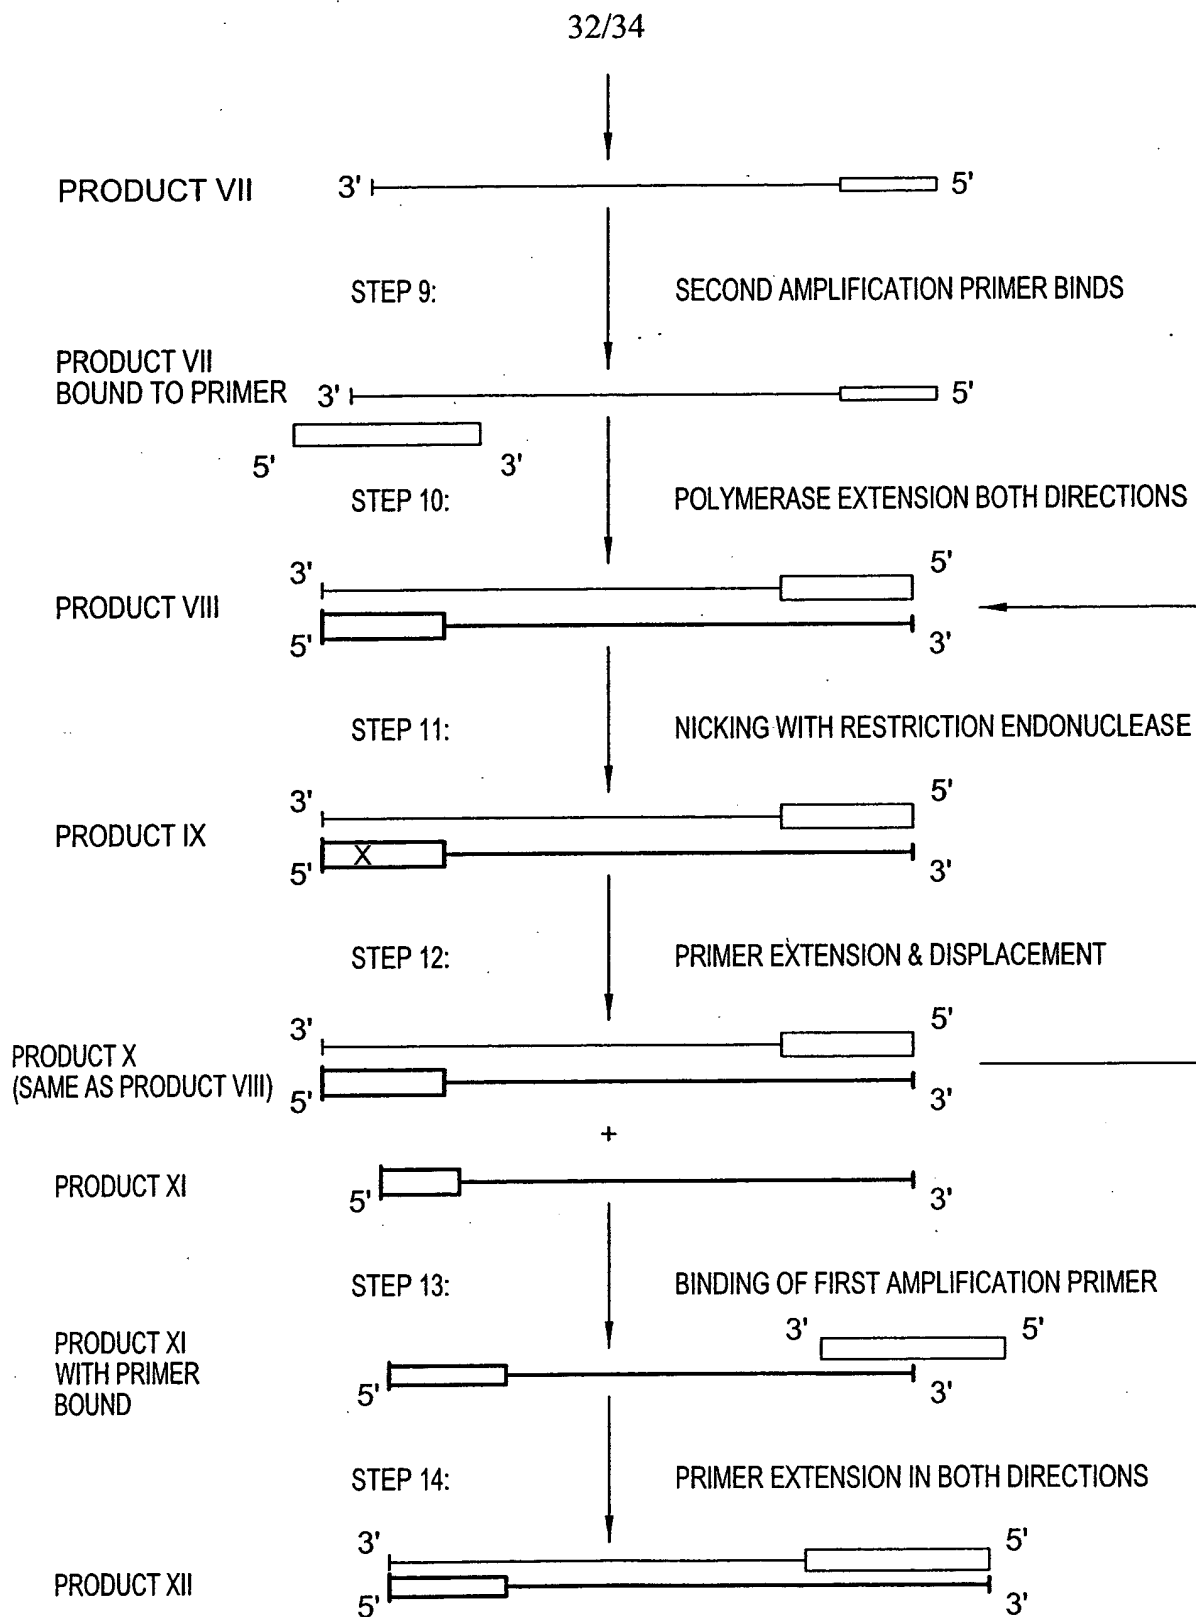 32/34
PRODUCT VII 3' 5'
STEP 9: SECOND AMPLIFICATION PRIMER BINDS
PRODUCT VII
BOUND TO PRIMER 3' 5'
5' 3'
STEP 10: POLYMERASE EXTENSION BOTH DIRECTIONS
3' 5'
PRODUCT VIII
5' 3'
STEP 11: NICKING WITH RESTRICTION ENDONUCLEASE
3' 5'
PRODUCT IX
X
5' 3'
STEP 12: PRIMER EXTENSION & DISPLACEMENT
3' 5'
PRODUCT X
(SAME AS PRODUCT VIII) 5' 3'
+
PRODUCT XI 5' 3'
STEP 13: BINDING OF FIRST AMPLIFICATION PRIMER
3' 5'
PRODUCT XI
WITH PRIMER
BOUND 5' 3'
STEP 14: PRIMER EXTENSION IN BOTH DIRECTIONS
3' 5'
PRODUCT XII
5' 3'